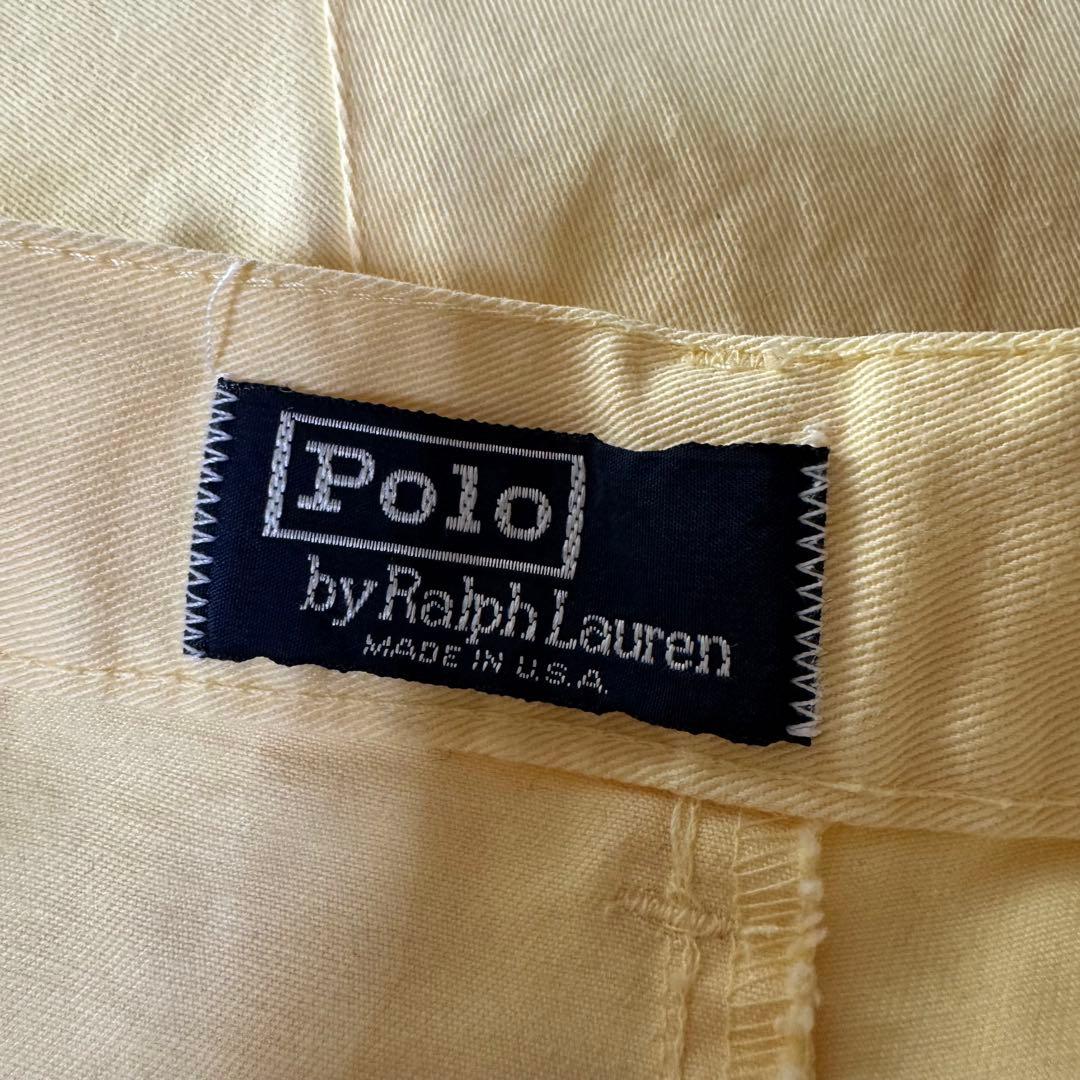 Polo
by Ralph Lauren
MADE IN U.S.A.